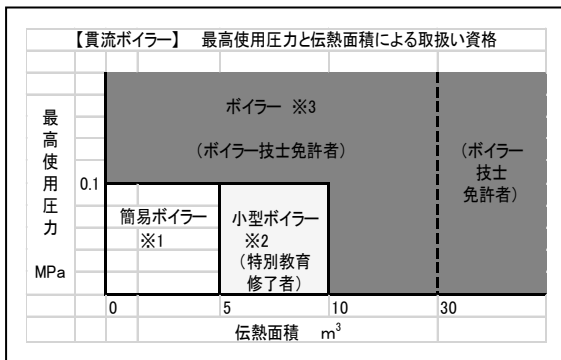 【貫流ボイラー】 最高使用圧力と伝熱面積による取扱い資格
最高使用圧力
MPa
0.1
ボイラー ※3
(ボイラー技士免許者)
(ボイラー
技士
免許者)
簡易ボイラー
※1
小型ボイラー
※2
(特別教育
修了者)
0 5 10 30
伝熱面積 m³